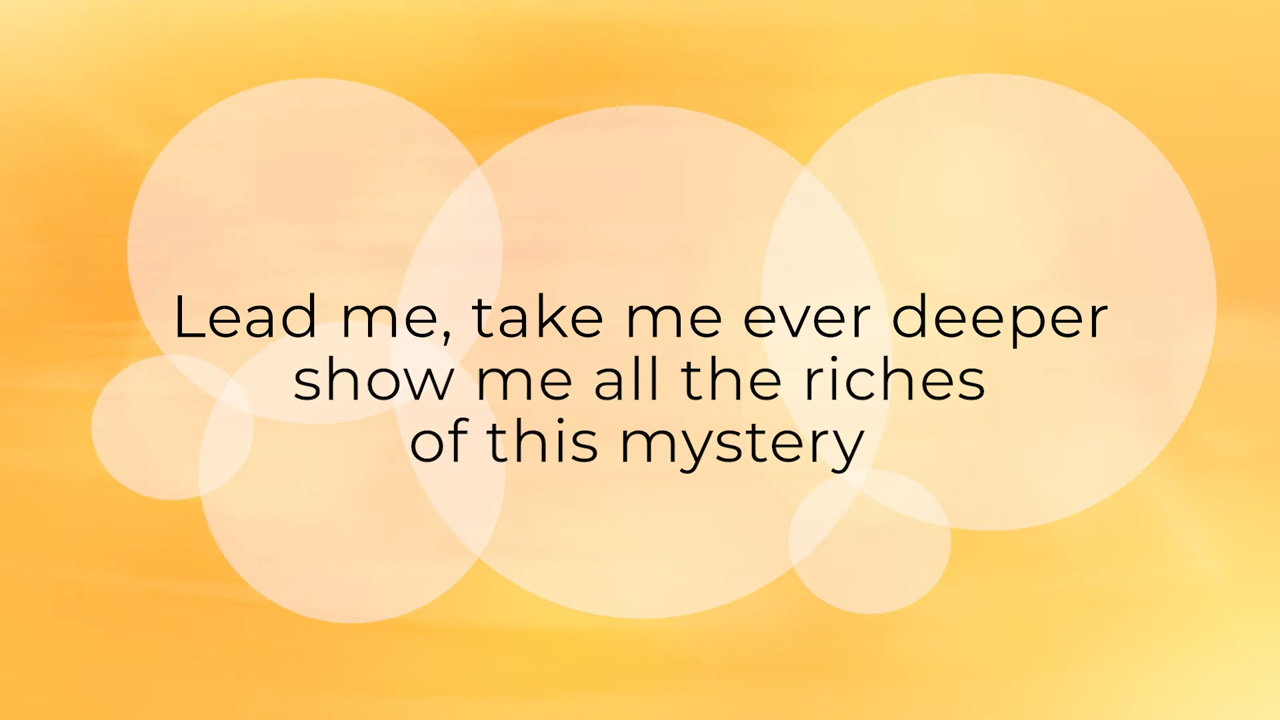 Lead me, take me ever deeper
show me all the riches
of this mystery